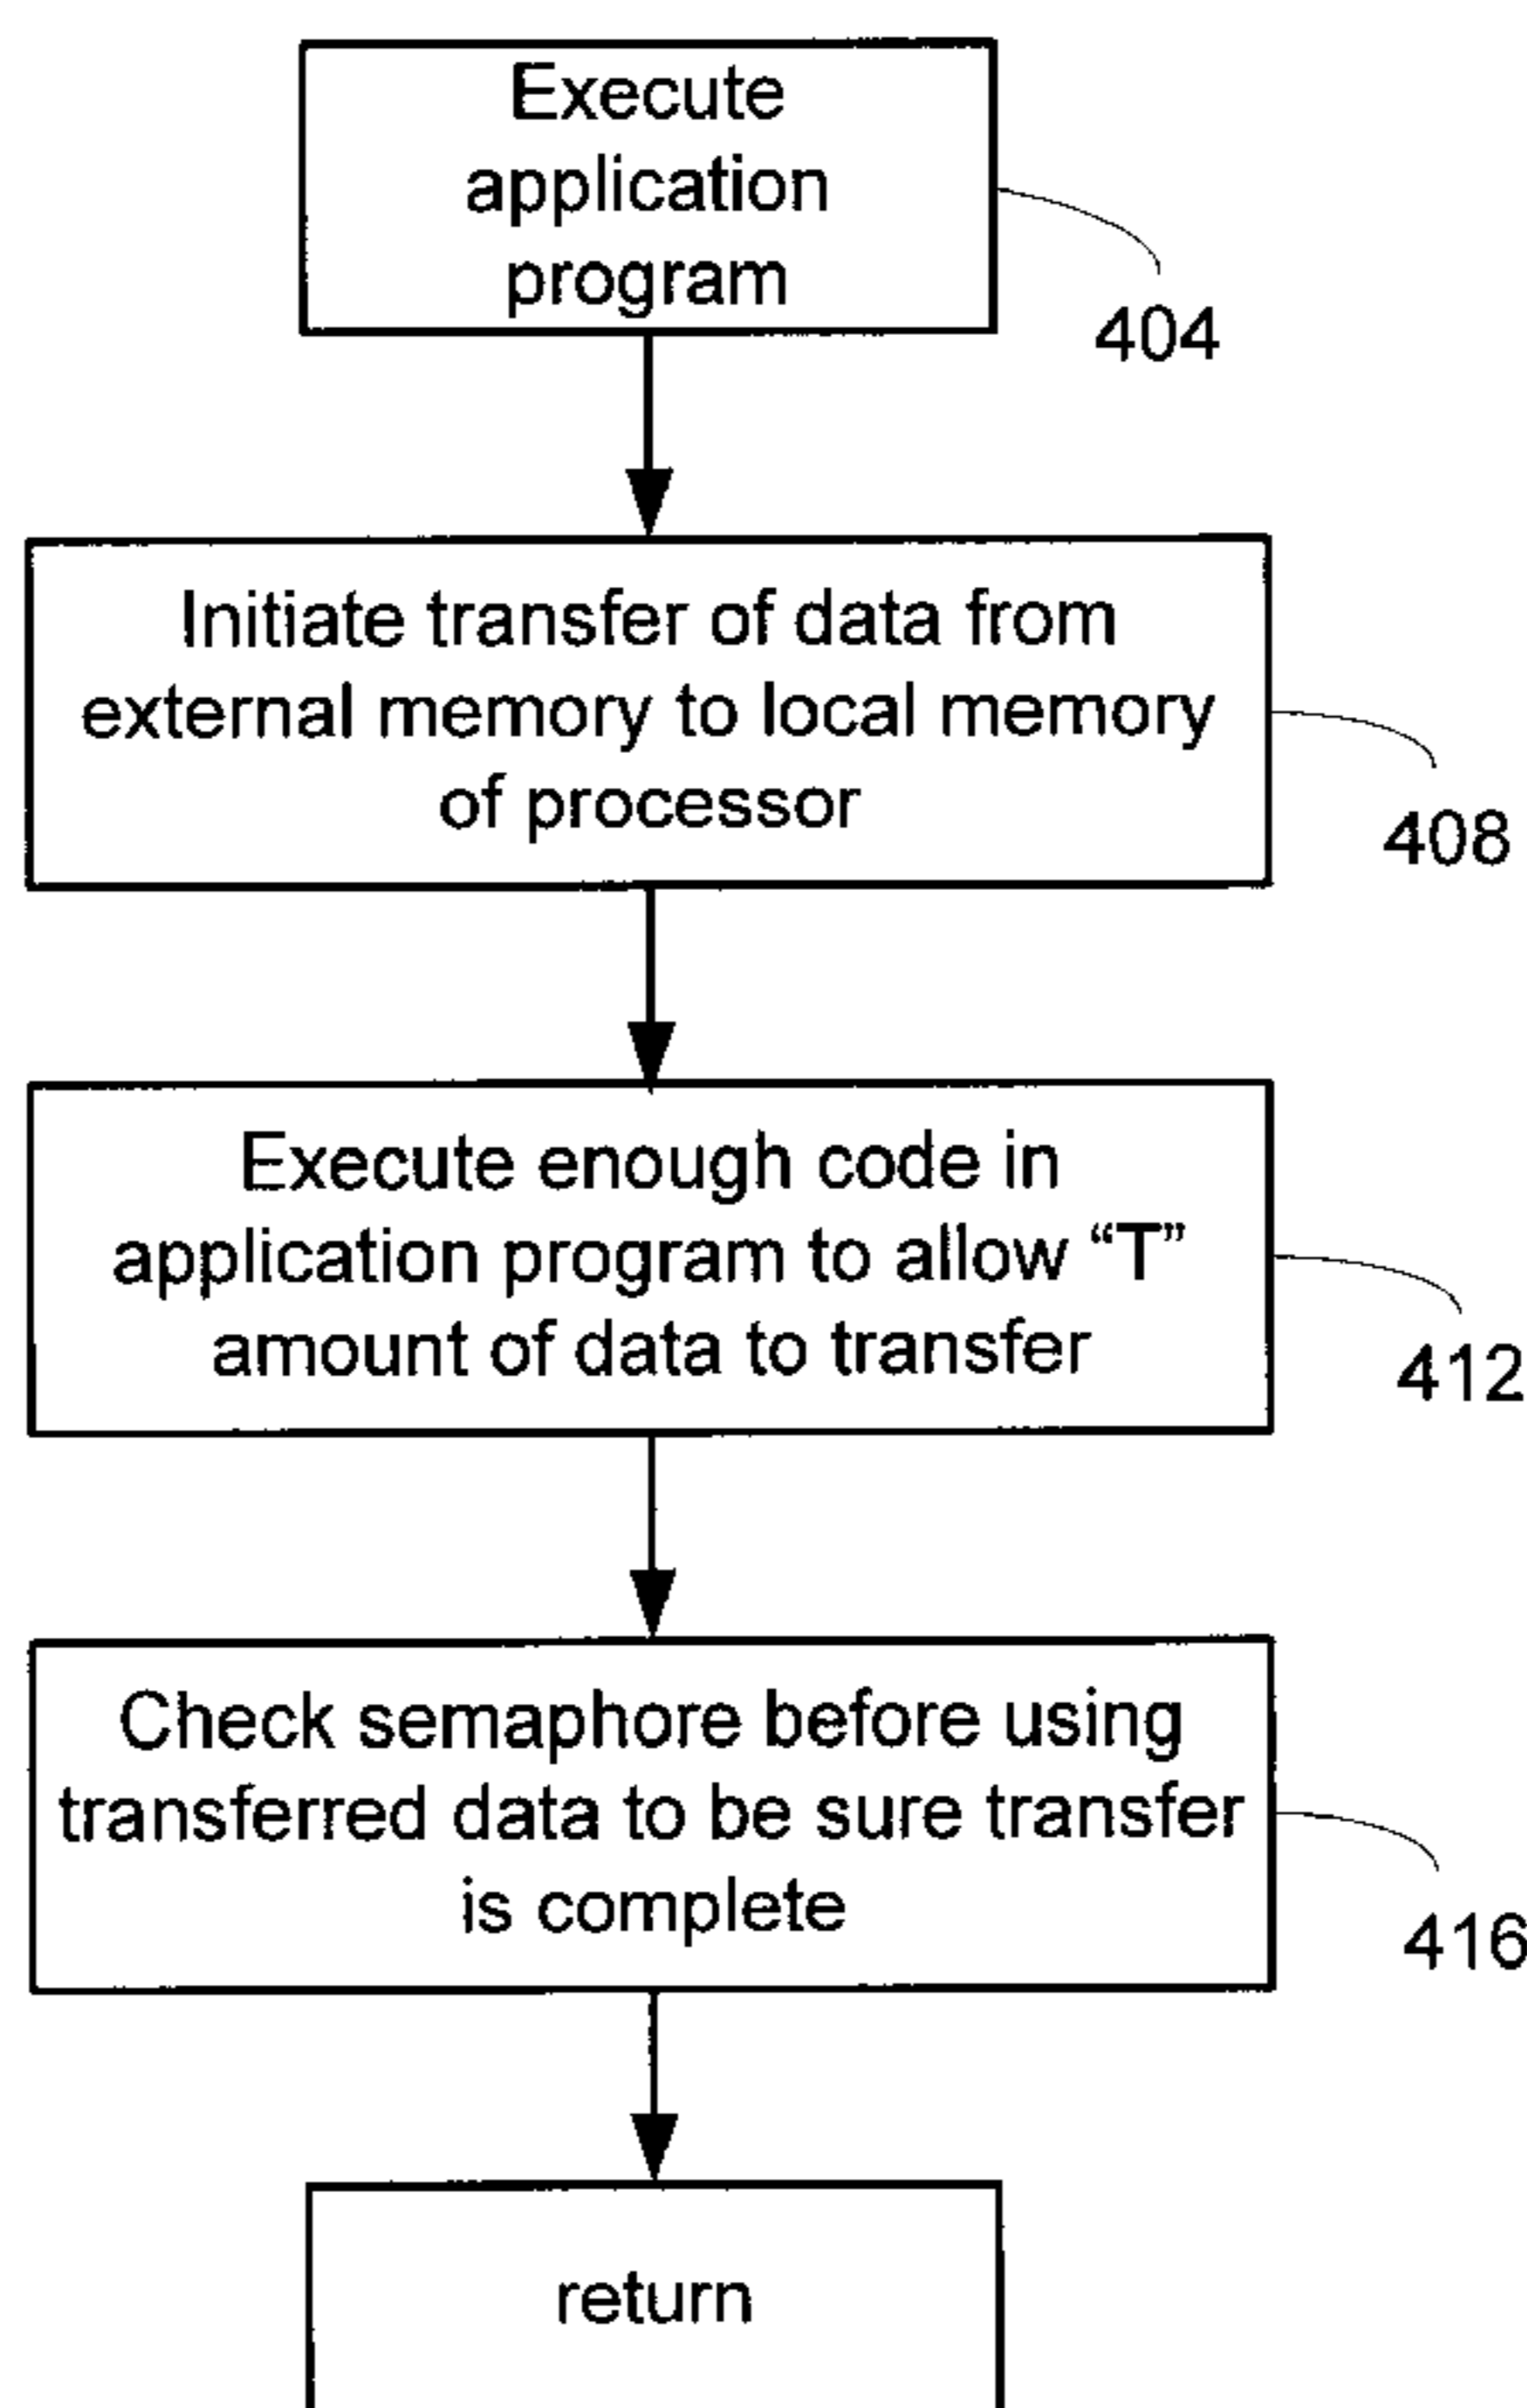 Execute
application
program
404
Initiate transfer of data from
external memory to local memory
of processor
408
Execute enough code in
application program to allow “T”
amount of data to transfer
412
Check semaphore before using
transferred data to be sure transfer
is complete
416
return